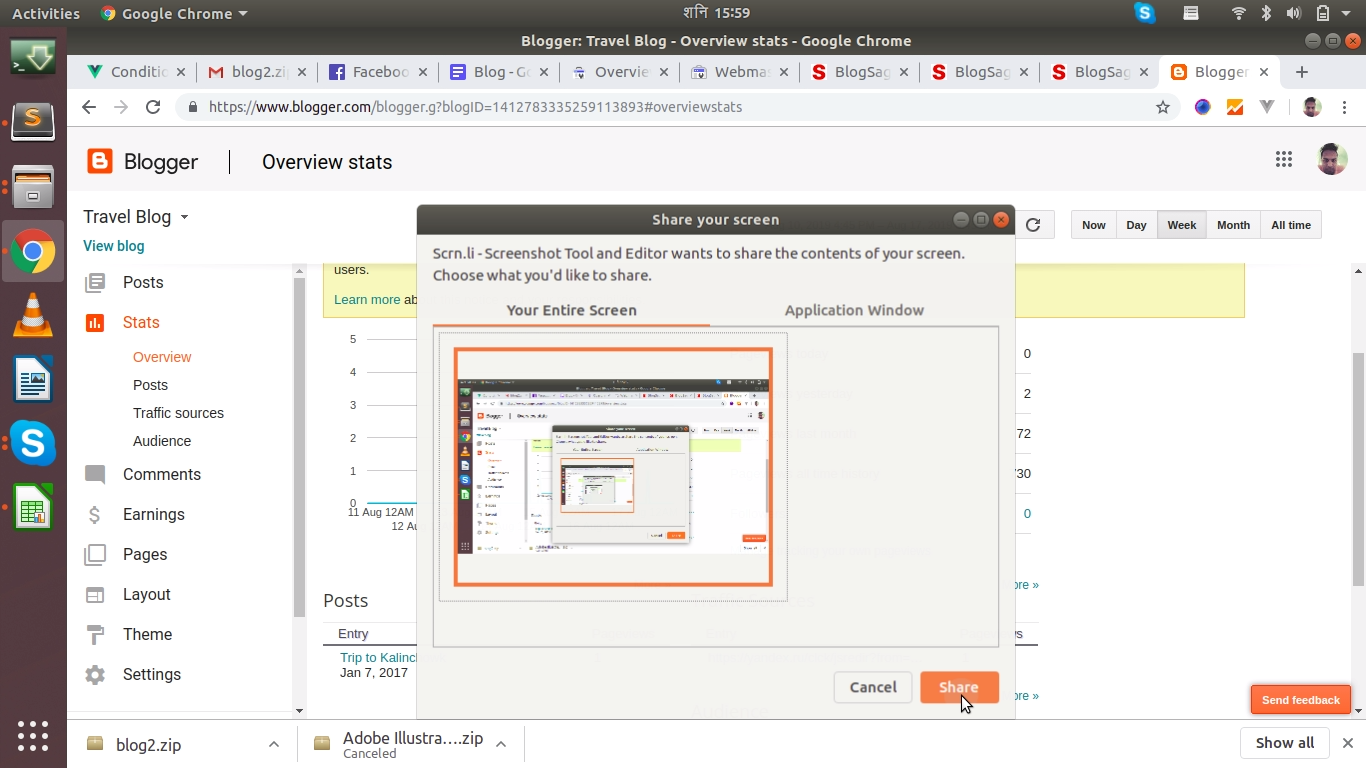 Activities
Google Chrome
शनि 15:59
Blogger: Travel Blog - Overview stats - Google Chrome
Conditic
blog2.zi
Faceboo
Blog - Go
Overvie
Webmas
BlogSag
BlogSag
BlogSag
Blogger
https://www.blogger.com/blogger.g?blogID=1412783335259113893#overviewstats
Blogger
Overview stats
Travel Blog
View blog
Now Day Week Month All time
Posts
Stats
Overview
Posts
Traffic sources
Audience
Comments
Earnings
Pages
Layout
Theme
Settings
users.
Learn more ab
5
4
3
2
1
0
11 Aug 12AM
12 Au
Posts
Entry
Trip to Kalinc
Jan 7, 2017
Share your screen
Scrn.li - Screenshot Tool and Editor wants to share the contents of your screen.
Choose what you'd like to share.
Your Entire Screen
Application Window
Cancel
Share
0
2
72
730
0
ore »
vs
ore »
Send feedback
blog2.zip
Adobe Illustra....zip
Canceled
Show all